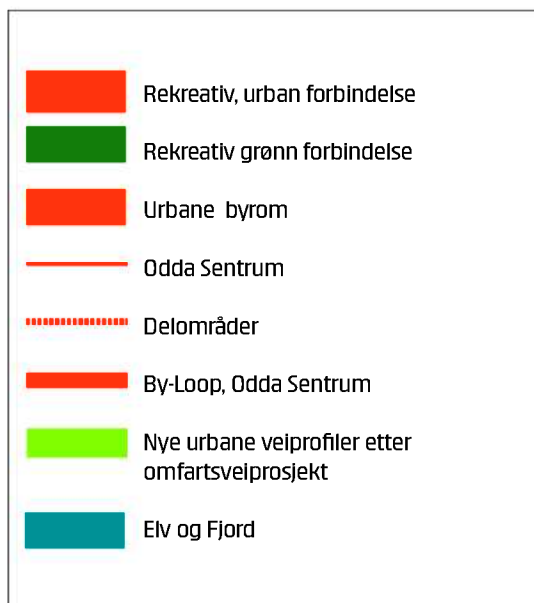 Rekreativ, urban forbindelse
Rekreativ grønn forbindelse
Urbane byrom
Odda Sentrum
Delområder
By-Loop, Odda Sentrum
Nye urbane veiprofiler etter
omfartsveiprosjekt
Elv og Fjord